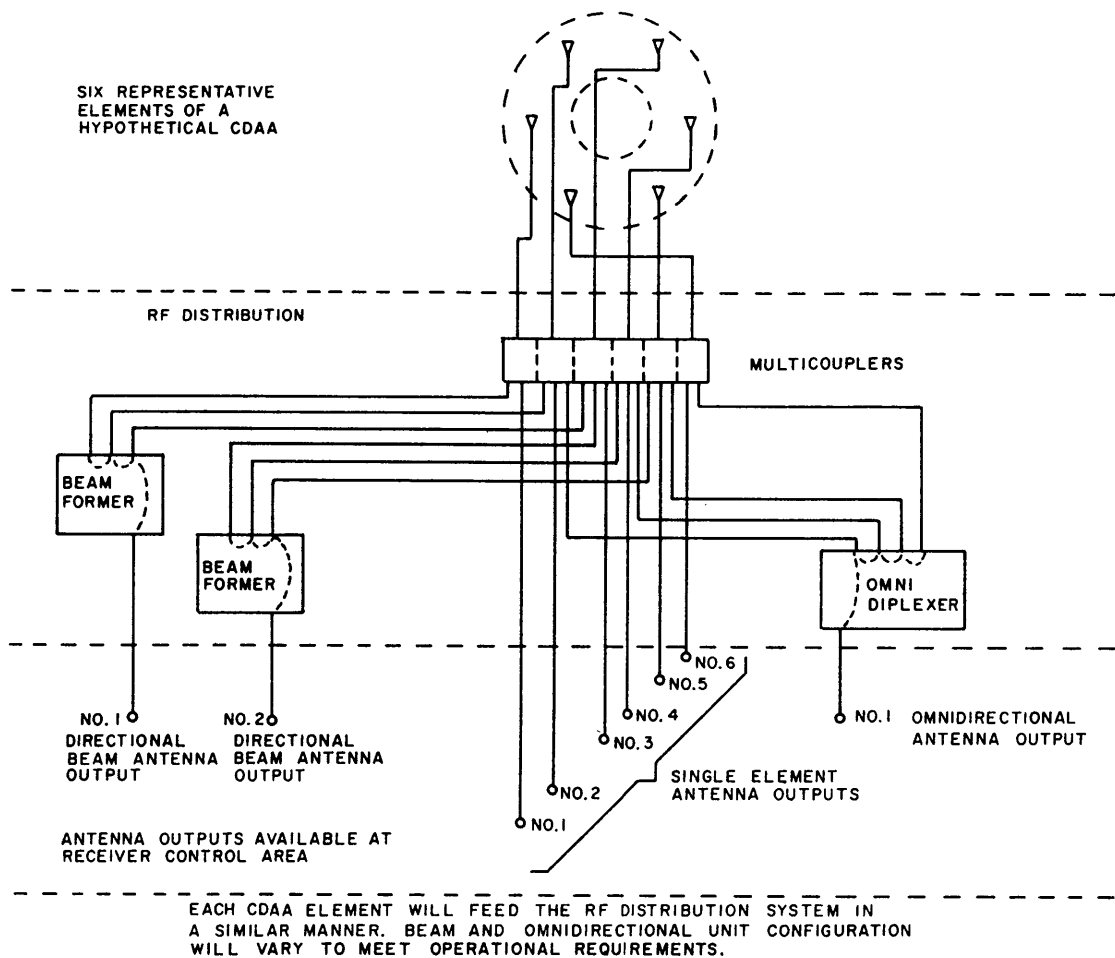 SIX REPRESENTATIVE
ELEMENTS OF A
HYPOTHETICAL CDAA
RF DISTRIBUTION
MULTICOUPLERS
BEAM
FORMER
BEAM
FORMER
OMNI
DIPLEXER
NO.6
NO.5
NO.4
NO.3
NO.2
NO.1
NO.1
DIRECTIONAL
BEAM ANTENNA
OUTPUT
NO.2
DIRECTIONAL
BEAM ANTENNA
OUTPUT
SINGLE ELEMENT
ANTENNA OUTPUTS
NO.1 OMNIDIRECTIONAL
ANTENNA OUTPUT
ANTENNA OUTPUTS AVAILABLE AT
RECEIVER CONTROL AREA
EACH CDAA ELEMENT WILL FEED THE RF DISTRIBUTION SYSTEM IN
A SIMILAR MANNER. BEAM AND OMNIDIRECTIONAL UNIT CONFIGURATION
WILL VARY TO MEET OPERATIONAL REQUIREMENTS.